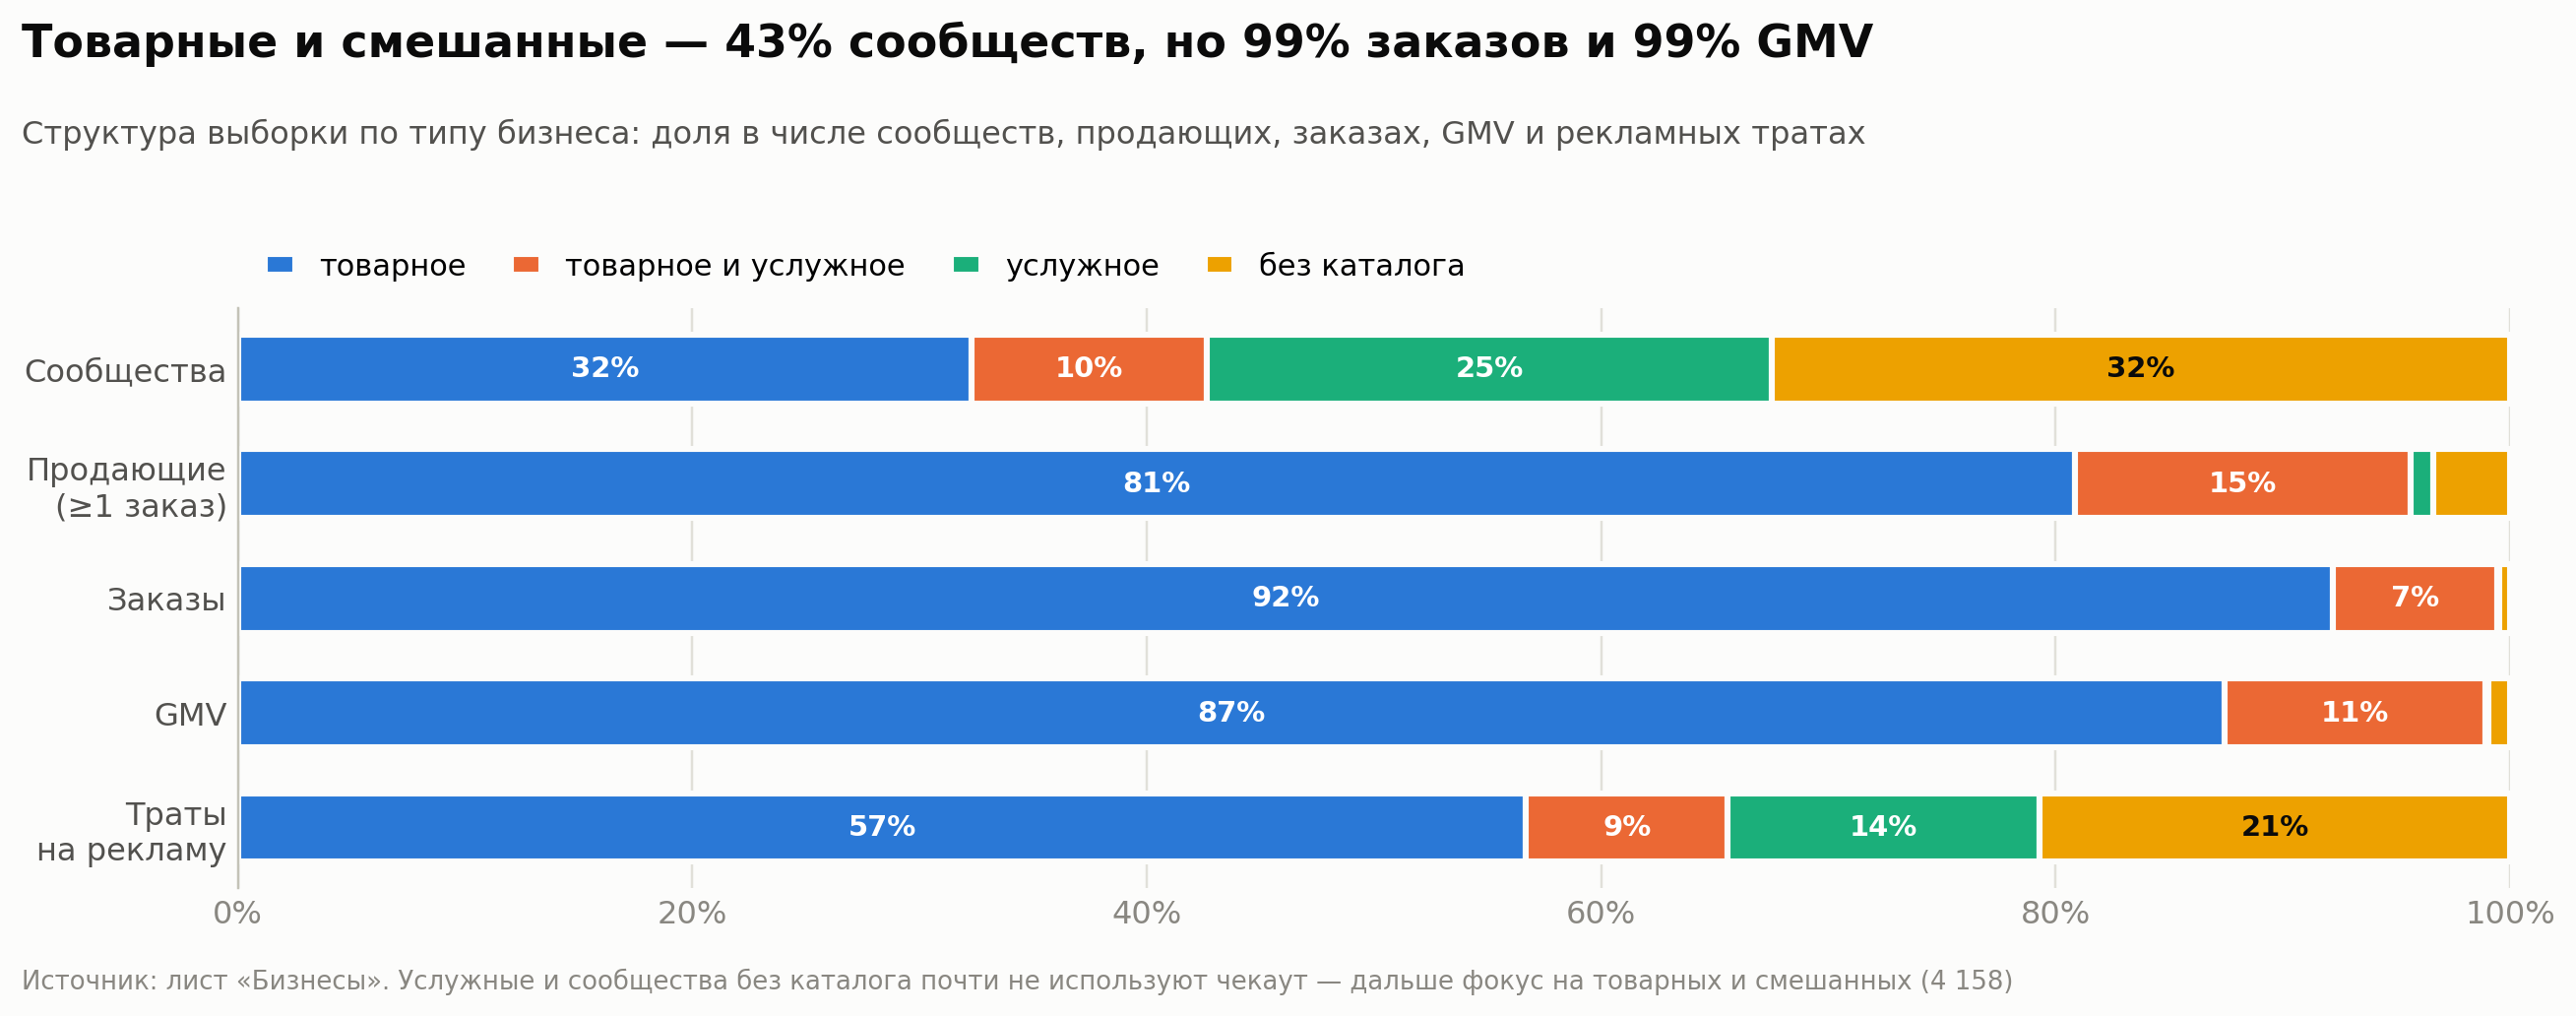 Товарные и смешанные — 43% сообществ, но 99% заказов и 99% GMV
Структура выборки по типу бизнеса: доля в числе сообществ, продающих, заказах, GMV и рекламных тратах
товарное товарное и услужное услужное без каталога
Сообщества 32% 10% 25% 32%
Продающие
(≥1 заказ) 81% 15%
Заказы 92% 7%
GMV 87% 11%
Траты
на рекламу 57% 9% 14% 21%
0% 20% 40% 60% 80% 100%
Источник: лист «Бизнесы». Услужные и сообщества без каталога почти не используют чекаут — дальше фокус на товарных и смешанных (4 158)